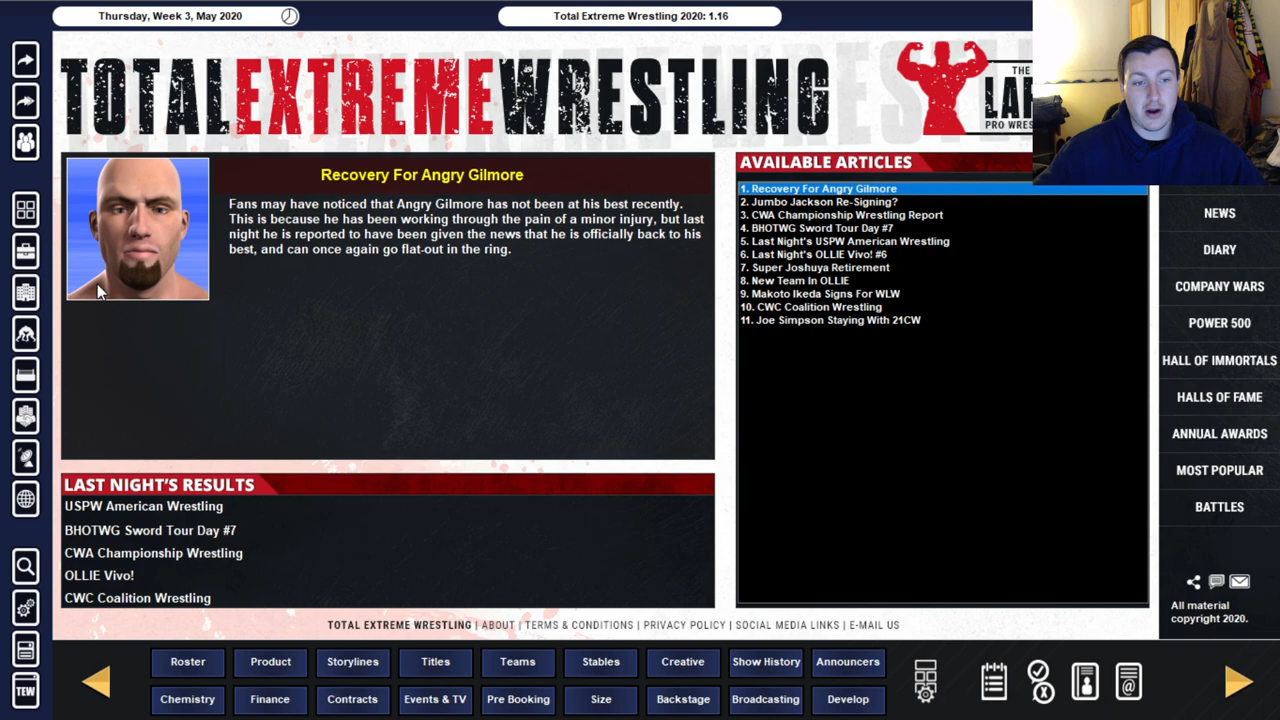 Thursday, Week 3, May 2020
Total Extreme Wrestling 2020: 1.16
TOTALEXTREMEWRESTLING
THE
PRO WRES
Recovery For Angry Gilmore
Fans may have noticed that Angry Gilmore has not been at his best recently.
This is because he has been working through the pain of a minor injury, but last
night he is reported to have been given the news that he is officially back to his
best, and can once again go flat-out in the ring.
AVAILABLE ARTICLES
1. Recovery For Angry Gilmore
2. Jumbo Jackson Re-Signing?
3. CWA Championship Wrestling Report
4. BHOTWG Sword Tour Day #7
5. Last Night's USPW American Wrestling
6. Last Night's OLLIE Vivo! #6
7. Super Joshuya Retirement
8. New Team In OLLIE
9. Makoto Ikeda Signs For WLW
10. CWC Coalition Wrestling
11. Joe Simpson Staying With 21CW
NEWS
DIARY
COMPANY WARS
POWER 500
HALL OF IMMORTALS
HALLS OF FAME
ANNUAL AWARDS
MOST POPULAR
BATTLES
All material
copyright 2020.
LAST NIGHT'S RESULTS
USPW American Wrestling
BHOTWG Sword Tour Day #7
CWA Championship Wrestling
OLLIE Vivo!
CWC Coalition Wrestling
TOTAL EXTREME WRESTLING | ABOUT | TERMS & CONDITIONS | PRIVACY POLICY | SOCIAL MEDIA LINKS | E-MAIL US
Roster
Product
Storylines
Titles
Teams
Stables
Creative
Show History
Announcers
Chemistry
Finance
Contracts
Events & TV
Pre Booking
Size
Backstage
Broadcasting
Develop
TEW